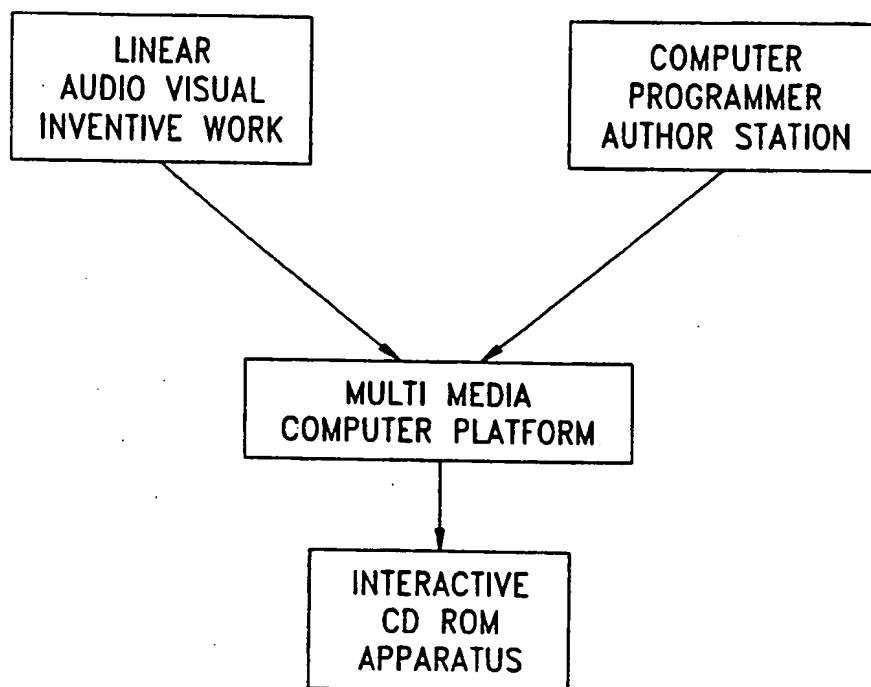 LINEAR
AUDIO VISUAL
INVENTIVE WORK
COMPUTER
PROGRAMMER
AUTHOR STATION
MULTI MEDIA
COMPUTER PLATFORM
INTERACTIVE
CD ROM
APPARATUS